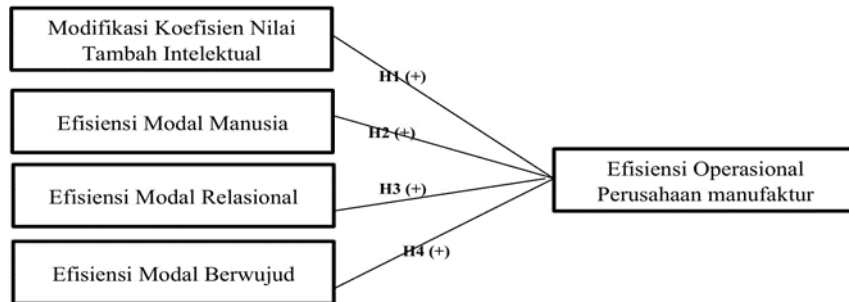 Modifikasi Koefisien Nilai
Tambah Intelektual
H1 (+)
Efisiensi Modal Manusia
H2 (+)
Efisiensi Modal Relasional
H3 (+)
Efisiensi Modal Berwujud
H4 (+)
Efisiensi Operasional
Perusahaan manufaktur